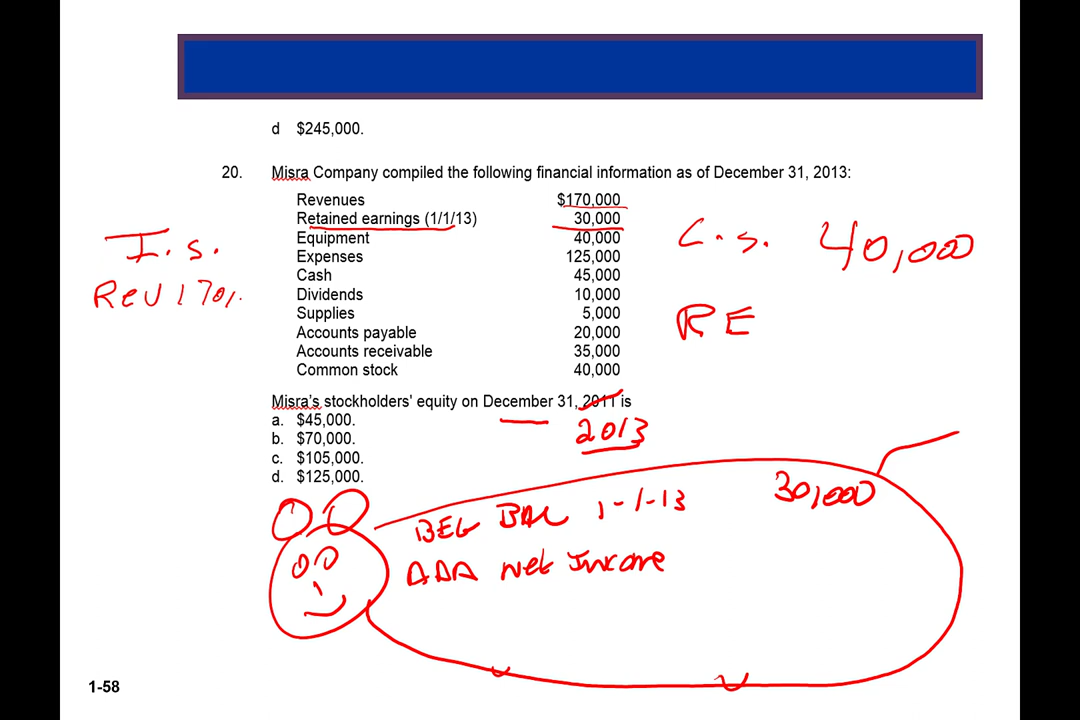 d $245,000.
20. Misra Company compiled the following financial information as of December 31, 2013:
Revenues $170,000
Retained earnings (1/1/13) 30,000
Equipment 40,000
Expenses 125,000
Cash 45,000
Dividends 10,000
Supplies 5,000
Accounts payable 20,000
Accounts receivable 35,000
Common stock 40,000
I.S.
Rev 170,
C.S. 40,000
RE
Misra's stockholders' equity on December 31, 2011 is
2013
a. $45,000.
b. $70,000.
c. $105,000.
d. $125,000.
BEG BAL 1-1-13 30,000
ADD Net Income
1-58